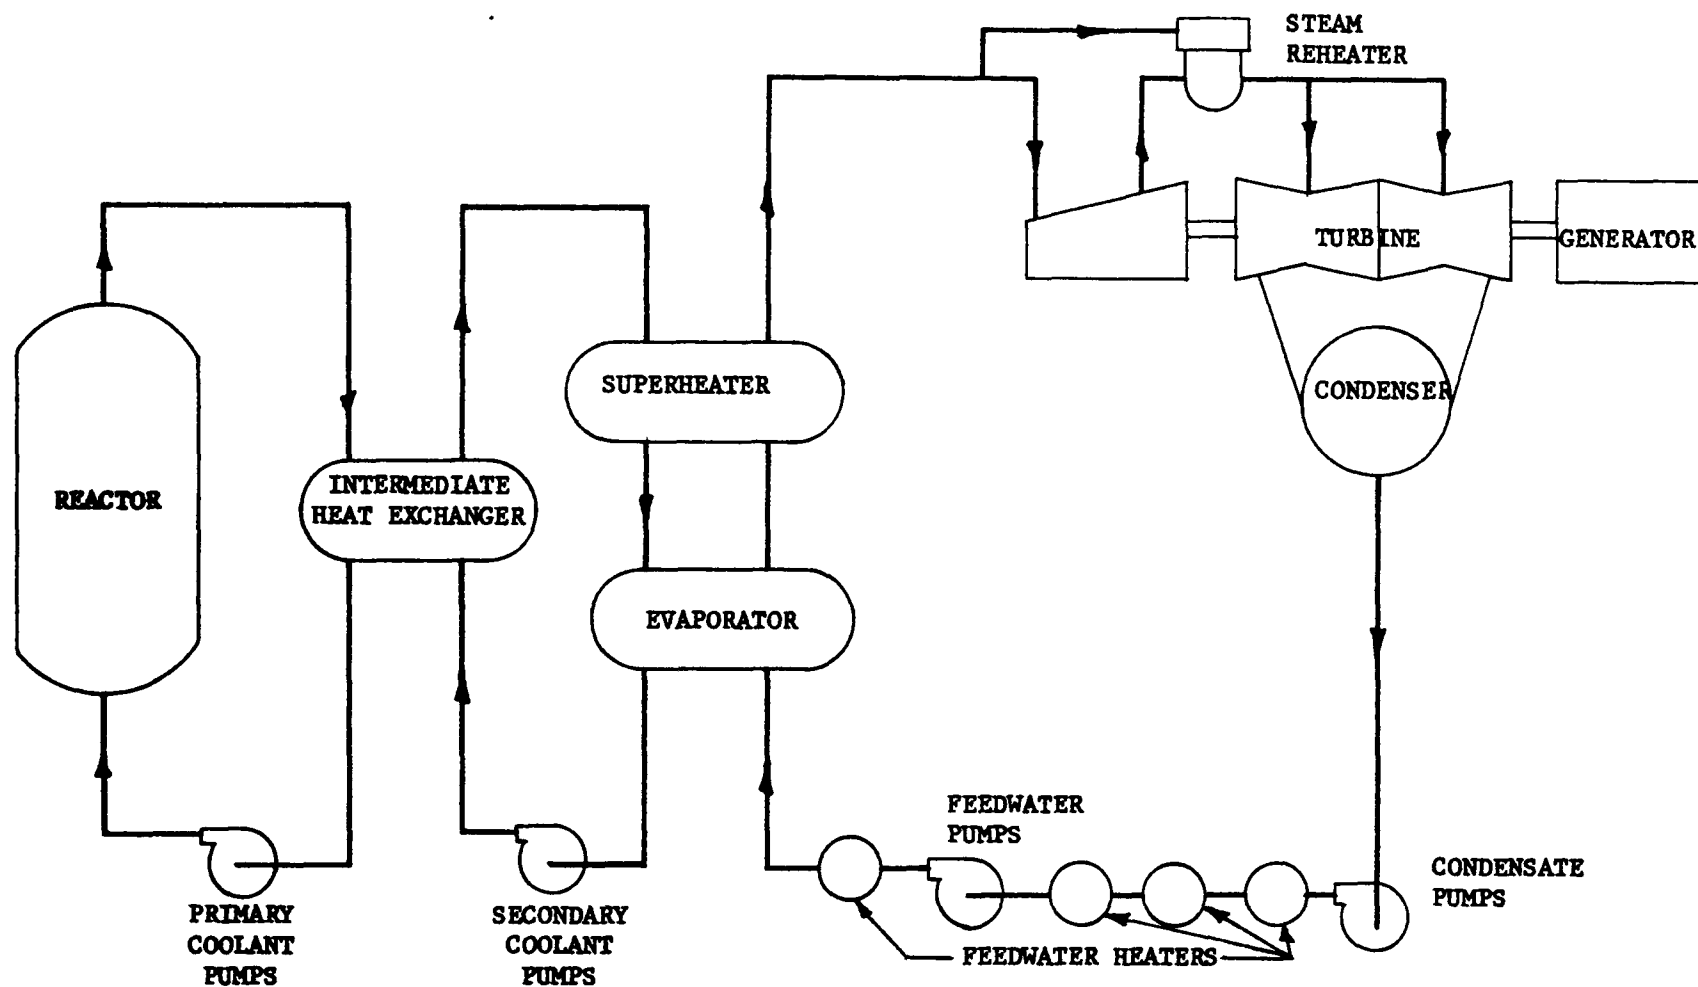 STEAM
REHEATER
TURBINE
GENERATOR
SUPERHEATER
CONDENSER
REACTOR
INTERMEDIATE
HEAT EXCHANGER
EVAPORATOR
FEEDWATER
PUMPS
CONDENSATE
PUMPS
PRIMARY
COOLANT
PUMPS
SECONDARY
COOLANT
PUMPS
FEEDWATER HEATERS